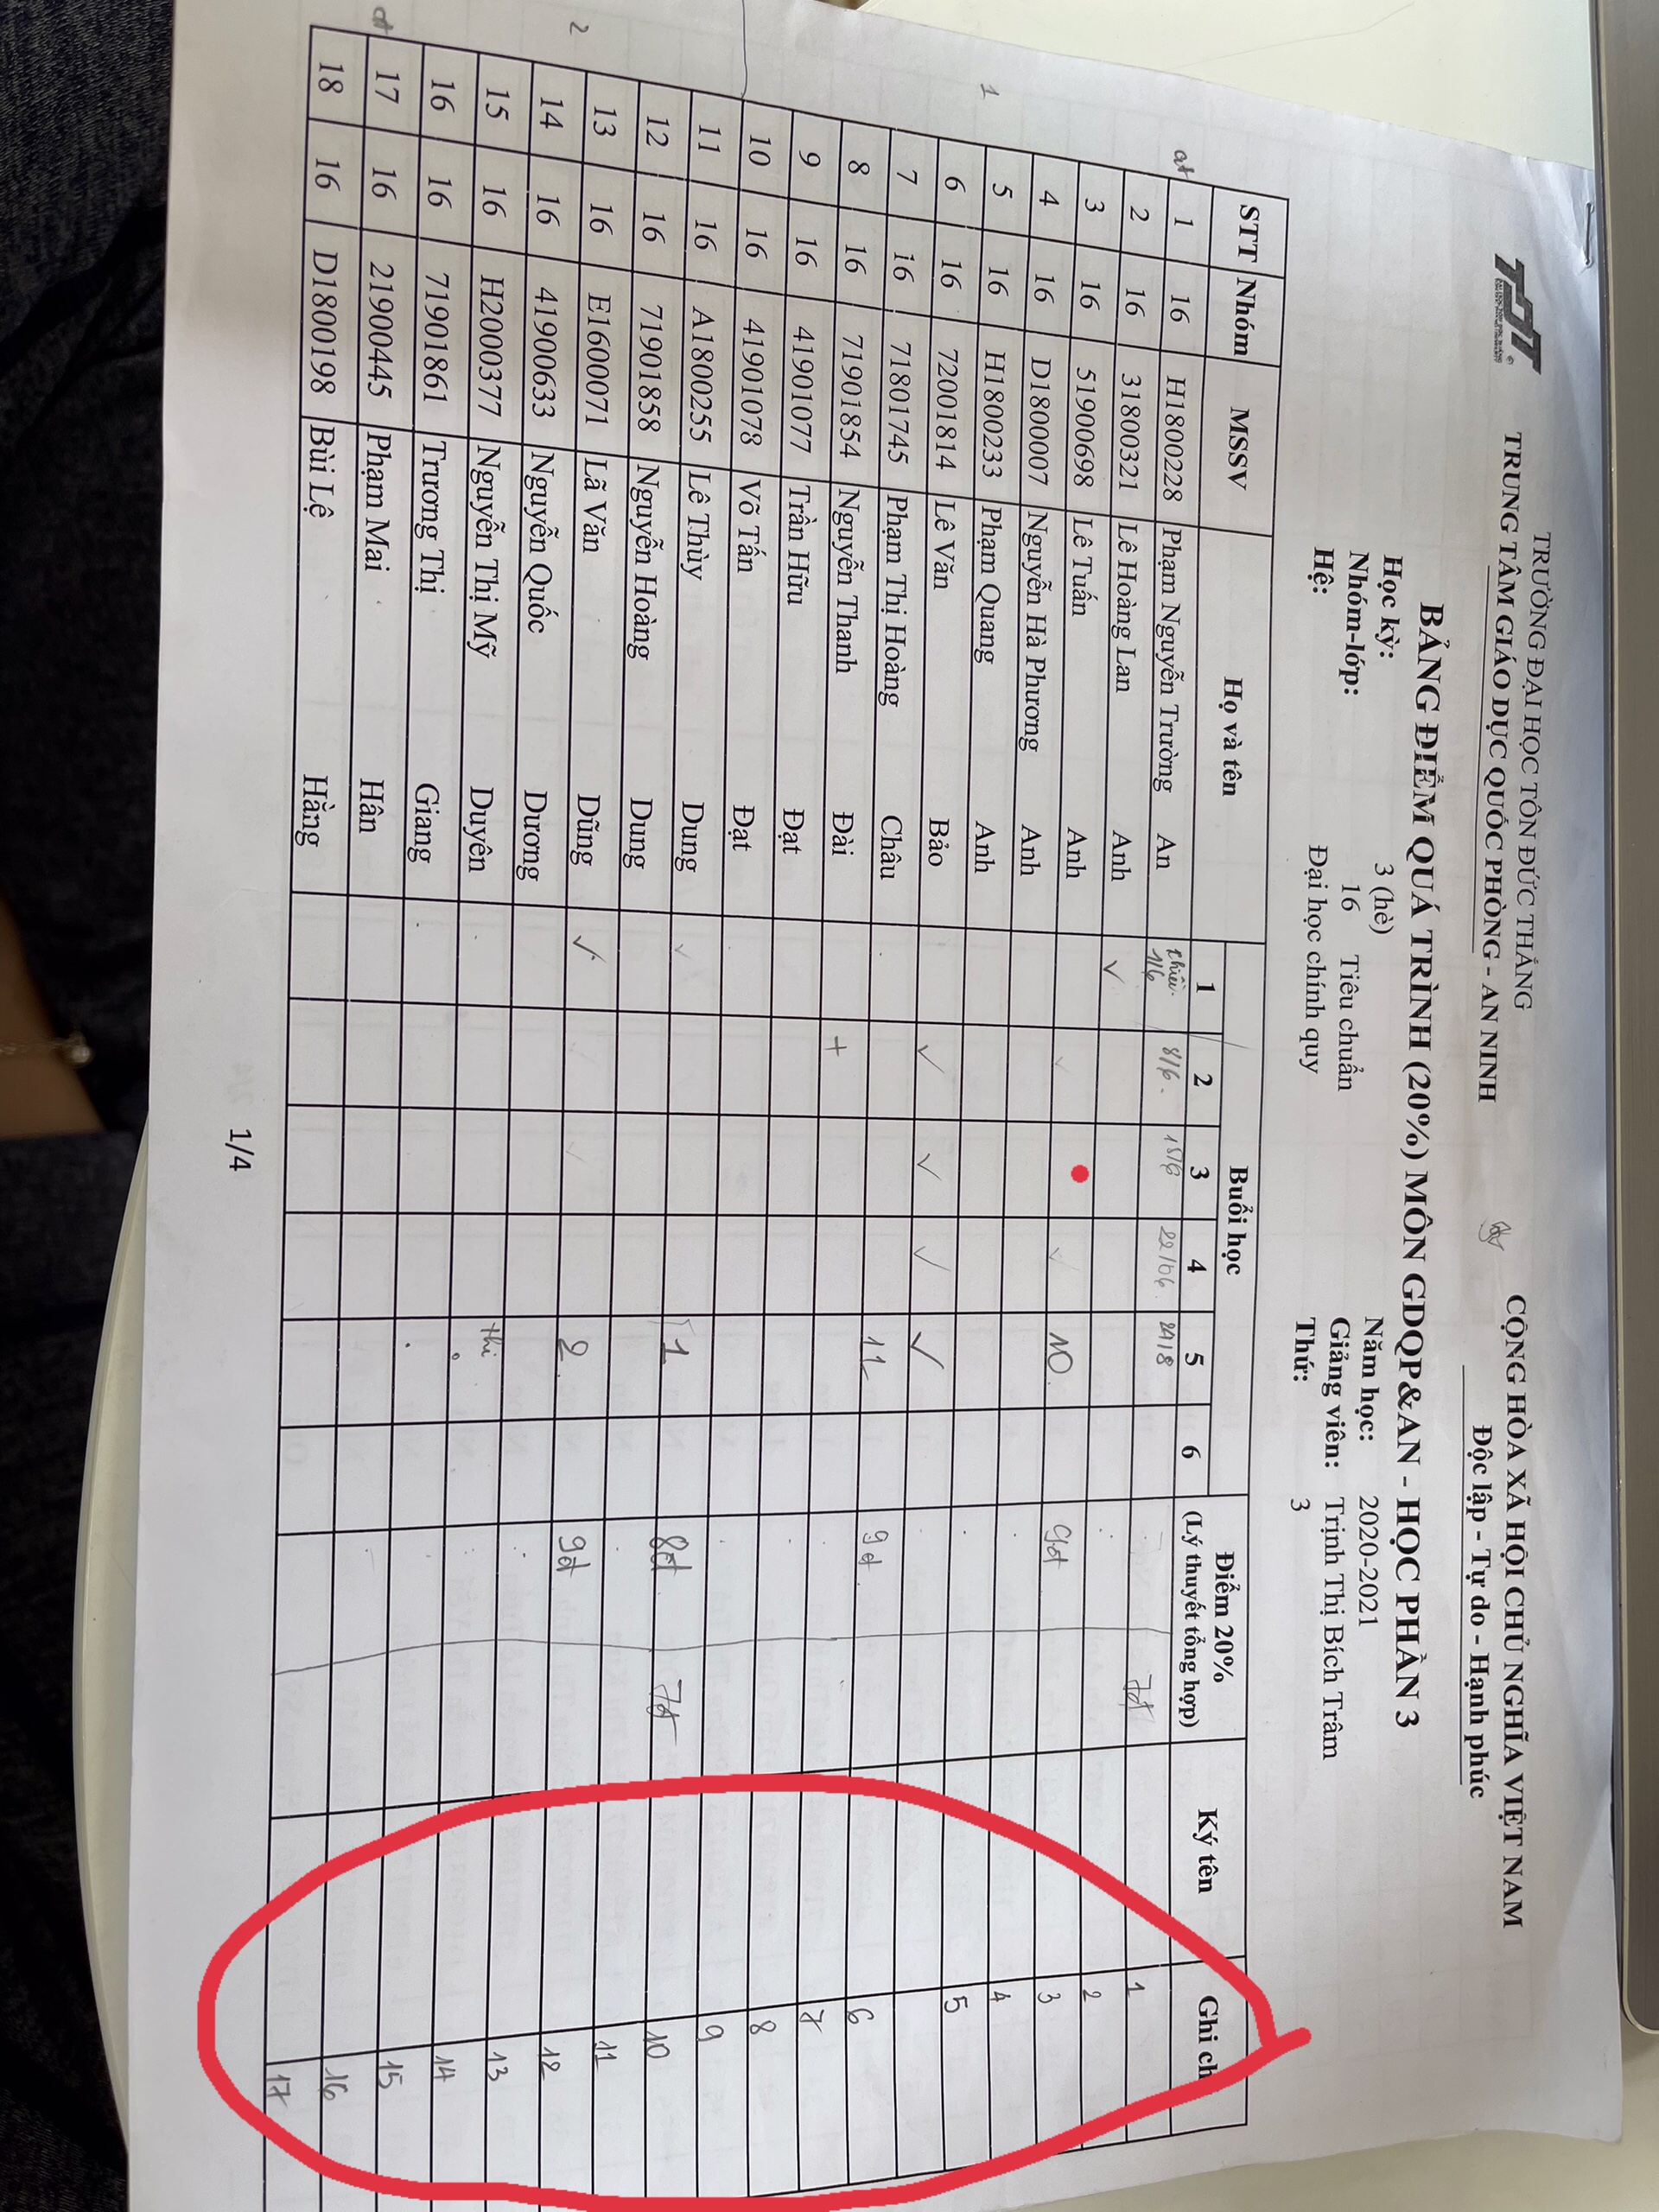 TRƯỜNG ĐẠI HỌC TÔN ĐỨC THẮNG
TRUNG TÂM GIÁO DỤC QUỐC PHÒNG - AN NINH
CỘNG HÒA XÃ HỘI CHỦ NGHĨA VIỆT NAM
Độc lập - Tự do - Hạnh phúc
BẢNG ĐIỂM QUÁ TRÌNH (20%) MÔN GDQP&AN - HỌC PHẦN 3
Học kỳ: 3 (hè)
Năm học: 2020-2021
Nhóm-lớp: 16 Tiêu chuẩn
Giảng viên: Trịnh Thị Bích Trâm
Hệ: Đại học chính quy
Thứ: 3
STT Nhóm MSSV Họ và tên Buổi học Điểm 20% Ký tên Ghi ch
1 2 3 4 5 6 (Lý thuyết tổng hợp)
1 16 H1800228 Phạm Nguyễn Trường An 1/6 8/6. 15/6 22/06 7đ 1
2 16 31800321 Lê Hoàng Lan Anh ✓ 2
3 16 51900698 Lê Tuấn Anh ✓ ✓ 10. 9đ 3
4 16 D1800007 Nguyễn Hà Phương Anh 4
1
5 16 H1800233 Phạm Quang Anh 5
6 16 72001814 Lê Văn Bảo ✓ ✓ ✓ ✓
7 16 71801745 Phạm Thị Hoàng Châu 11 9đ. 6
8 16 71901854 Nguyễn Thanh Đài + 7
9 16 41901077 Trần Hữu Đạt 8
10 16 41901078 Võ Tấn Đạt 9
11 16 A1800255 Lê Thùy Dung ✓ 1 8đ 7đ 10
12 16 71901858 Nguyễn Hoàng Dung 11
2
13 16 E1600071 Lã Văn Dũng ✓ ✓ ✓ 2. 9đ 12
14 16 41900633 Nguyễn Quốc Dương 13
15 16 H2000377 Nguyễn Thị Mỹ Duyên thi 14
16 16 71901861 Trương Thị Giang 15
17 16 21900445 Phạm Mai Hân 16
18 16 D1800198 Bùi Lệ Hằng 17
1/4